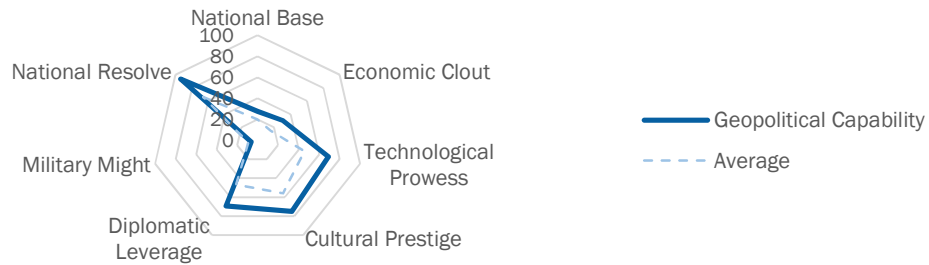 National Base
100
80
60
40
20
0
National Resolve
Economic Clout
Military Might
Technological
Prowess
Diplomatic
Leverage
Cultural Prestige
Geopolitical Capability
Average